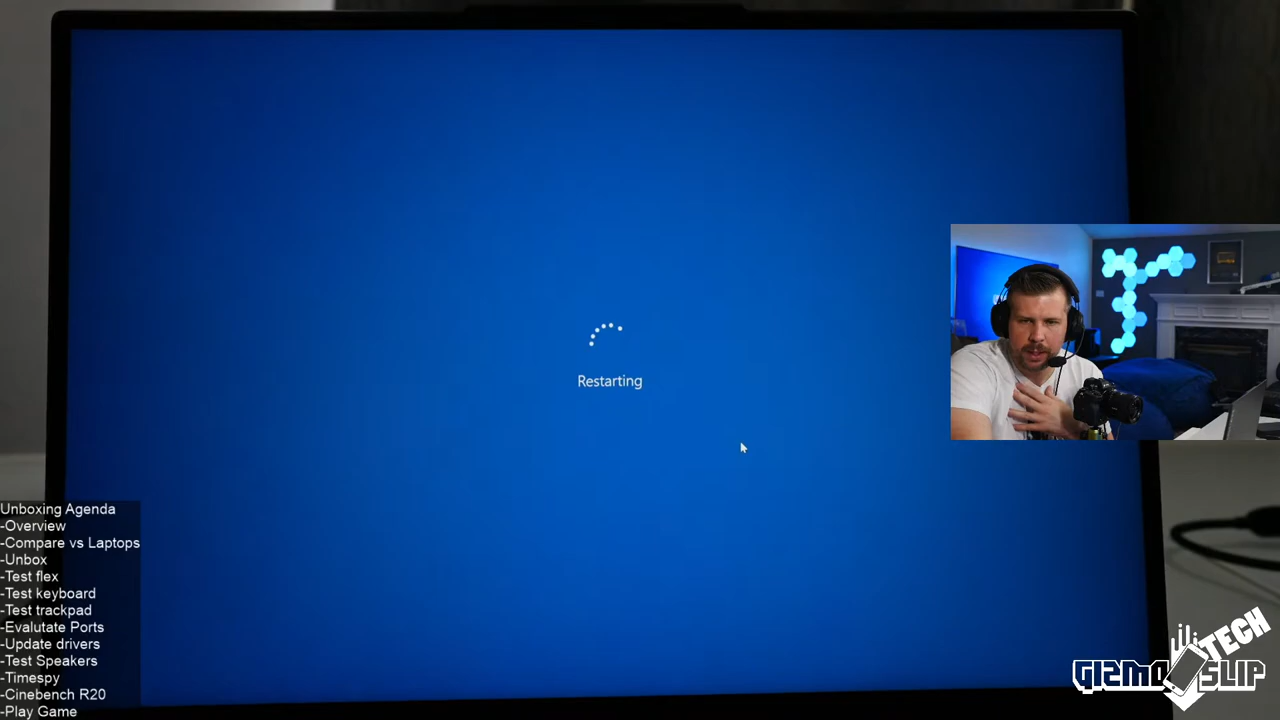 Restarting
Unboxing Agenda
-Overview
-Compare vs Laptops
-Unbox
-Test flex
-Test keyboard
-Test trackpad
-Evalutate Ports
-Update drivers
-Test Speakers
-Timespy
-Cinebench R20
-Play Game
TECH
GIZMO SLIP